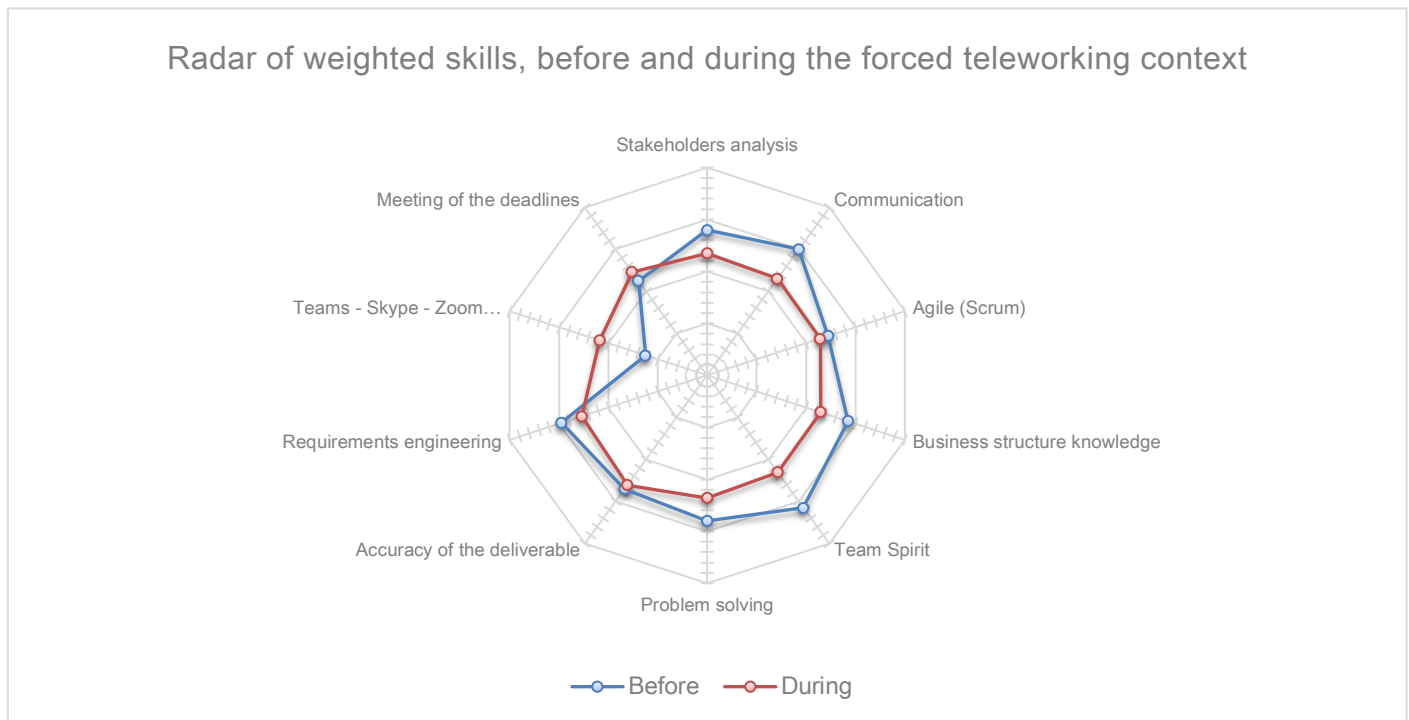 Radar of weighted skills, before and during the forced teleworking context
Stakeholders analysis
Meeting of the deadlines
Communication
Teams - Skype - Zoom…
Agile (Scrum)
Requirements engineering
Business structure knowledge
Accuracy of the deliverable
Team Spirit
Problem solving
Before
During